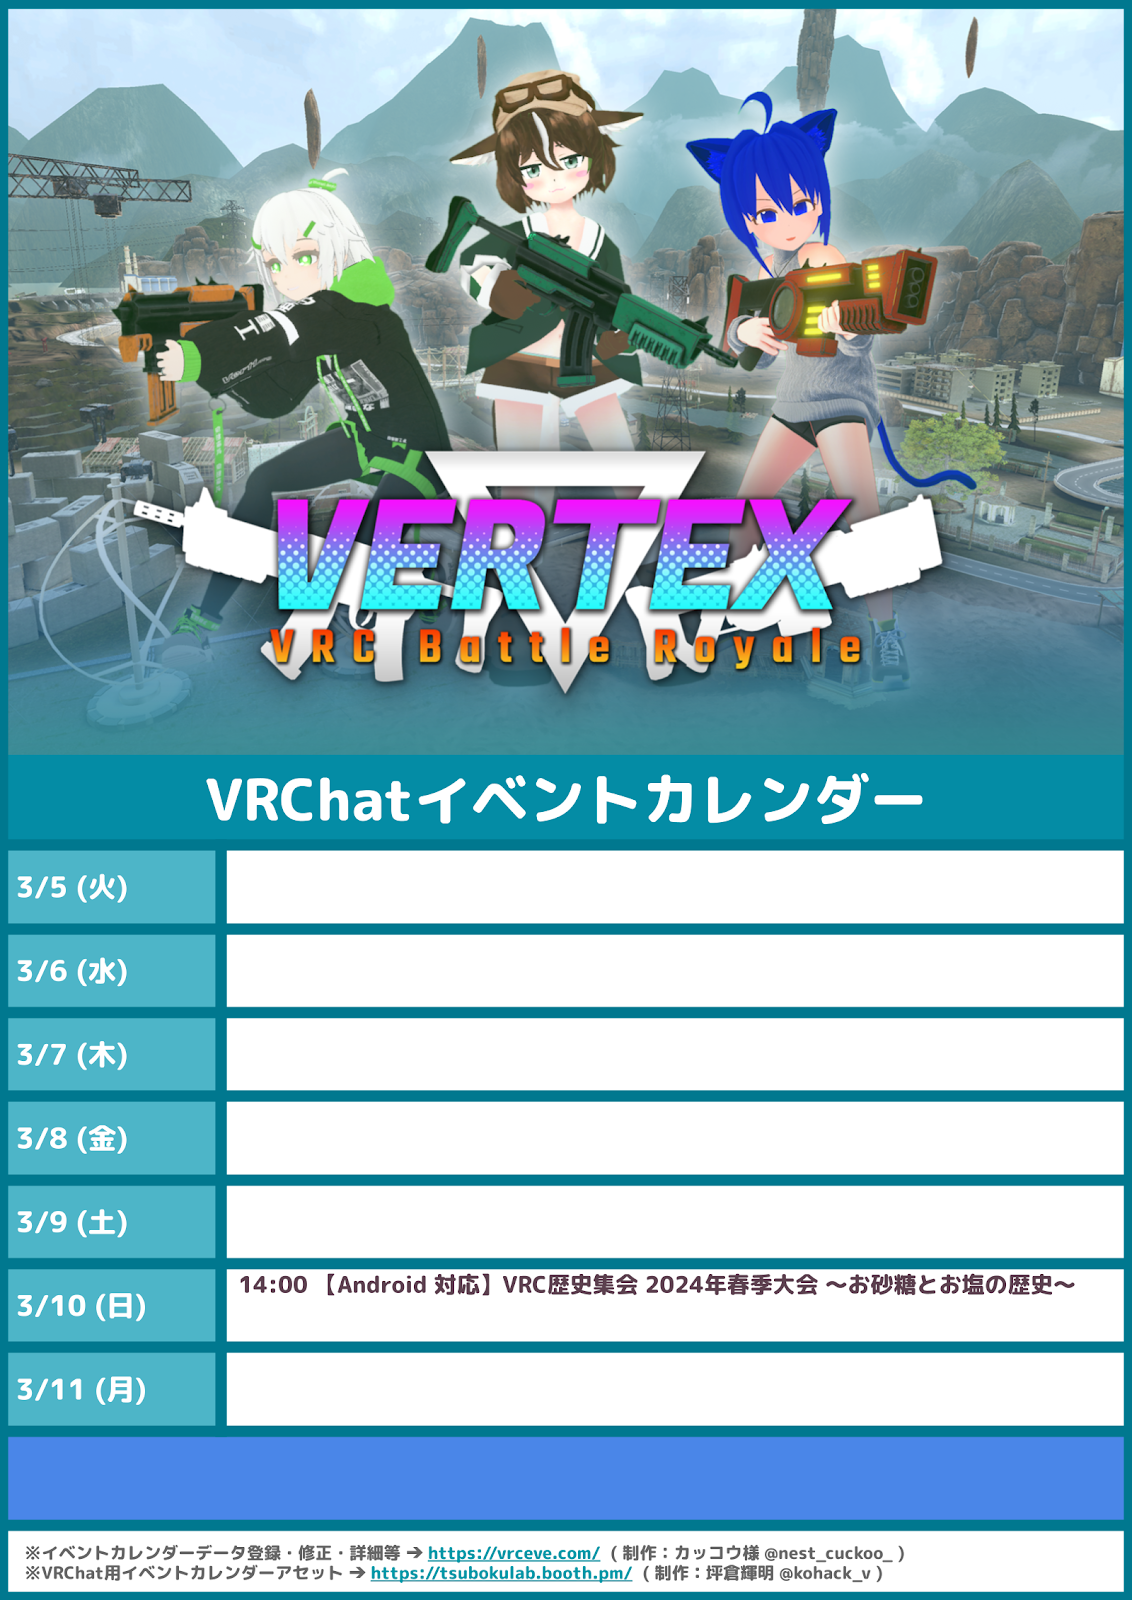 VERTEX
VRC Battle Royale
VRChatイベントカレンダー
3/5 (火)
3/6 (水)
3/7 (木)
3/8 (金)
3/9 (土)
3/10 (日)
14:00 【Android 対応】VRC歴史集会 2024年春季大会 ～お砂糖とお塩の歴史～
3/11 (月)
※イベントカレンダーデータ登録・修正・詳細等 ➔ https://vrceve.com/ ( 制作：カッコウ様 @nest_cuckoo_ )
※VRChat用イベントカレンダーアセット ➔ https://tsubokulab.booth.pm/ ( 制作：坪倉輝明 @kohack_v )